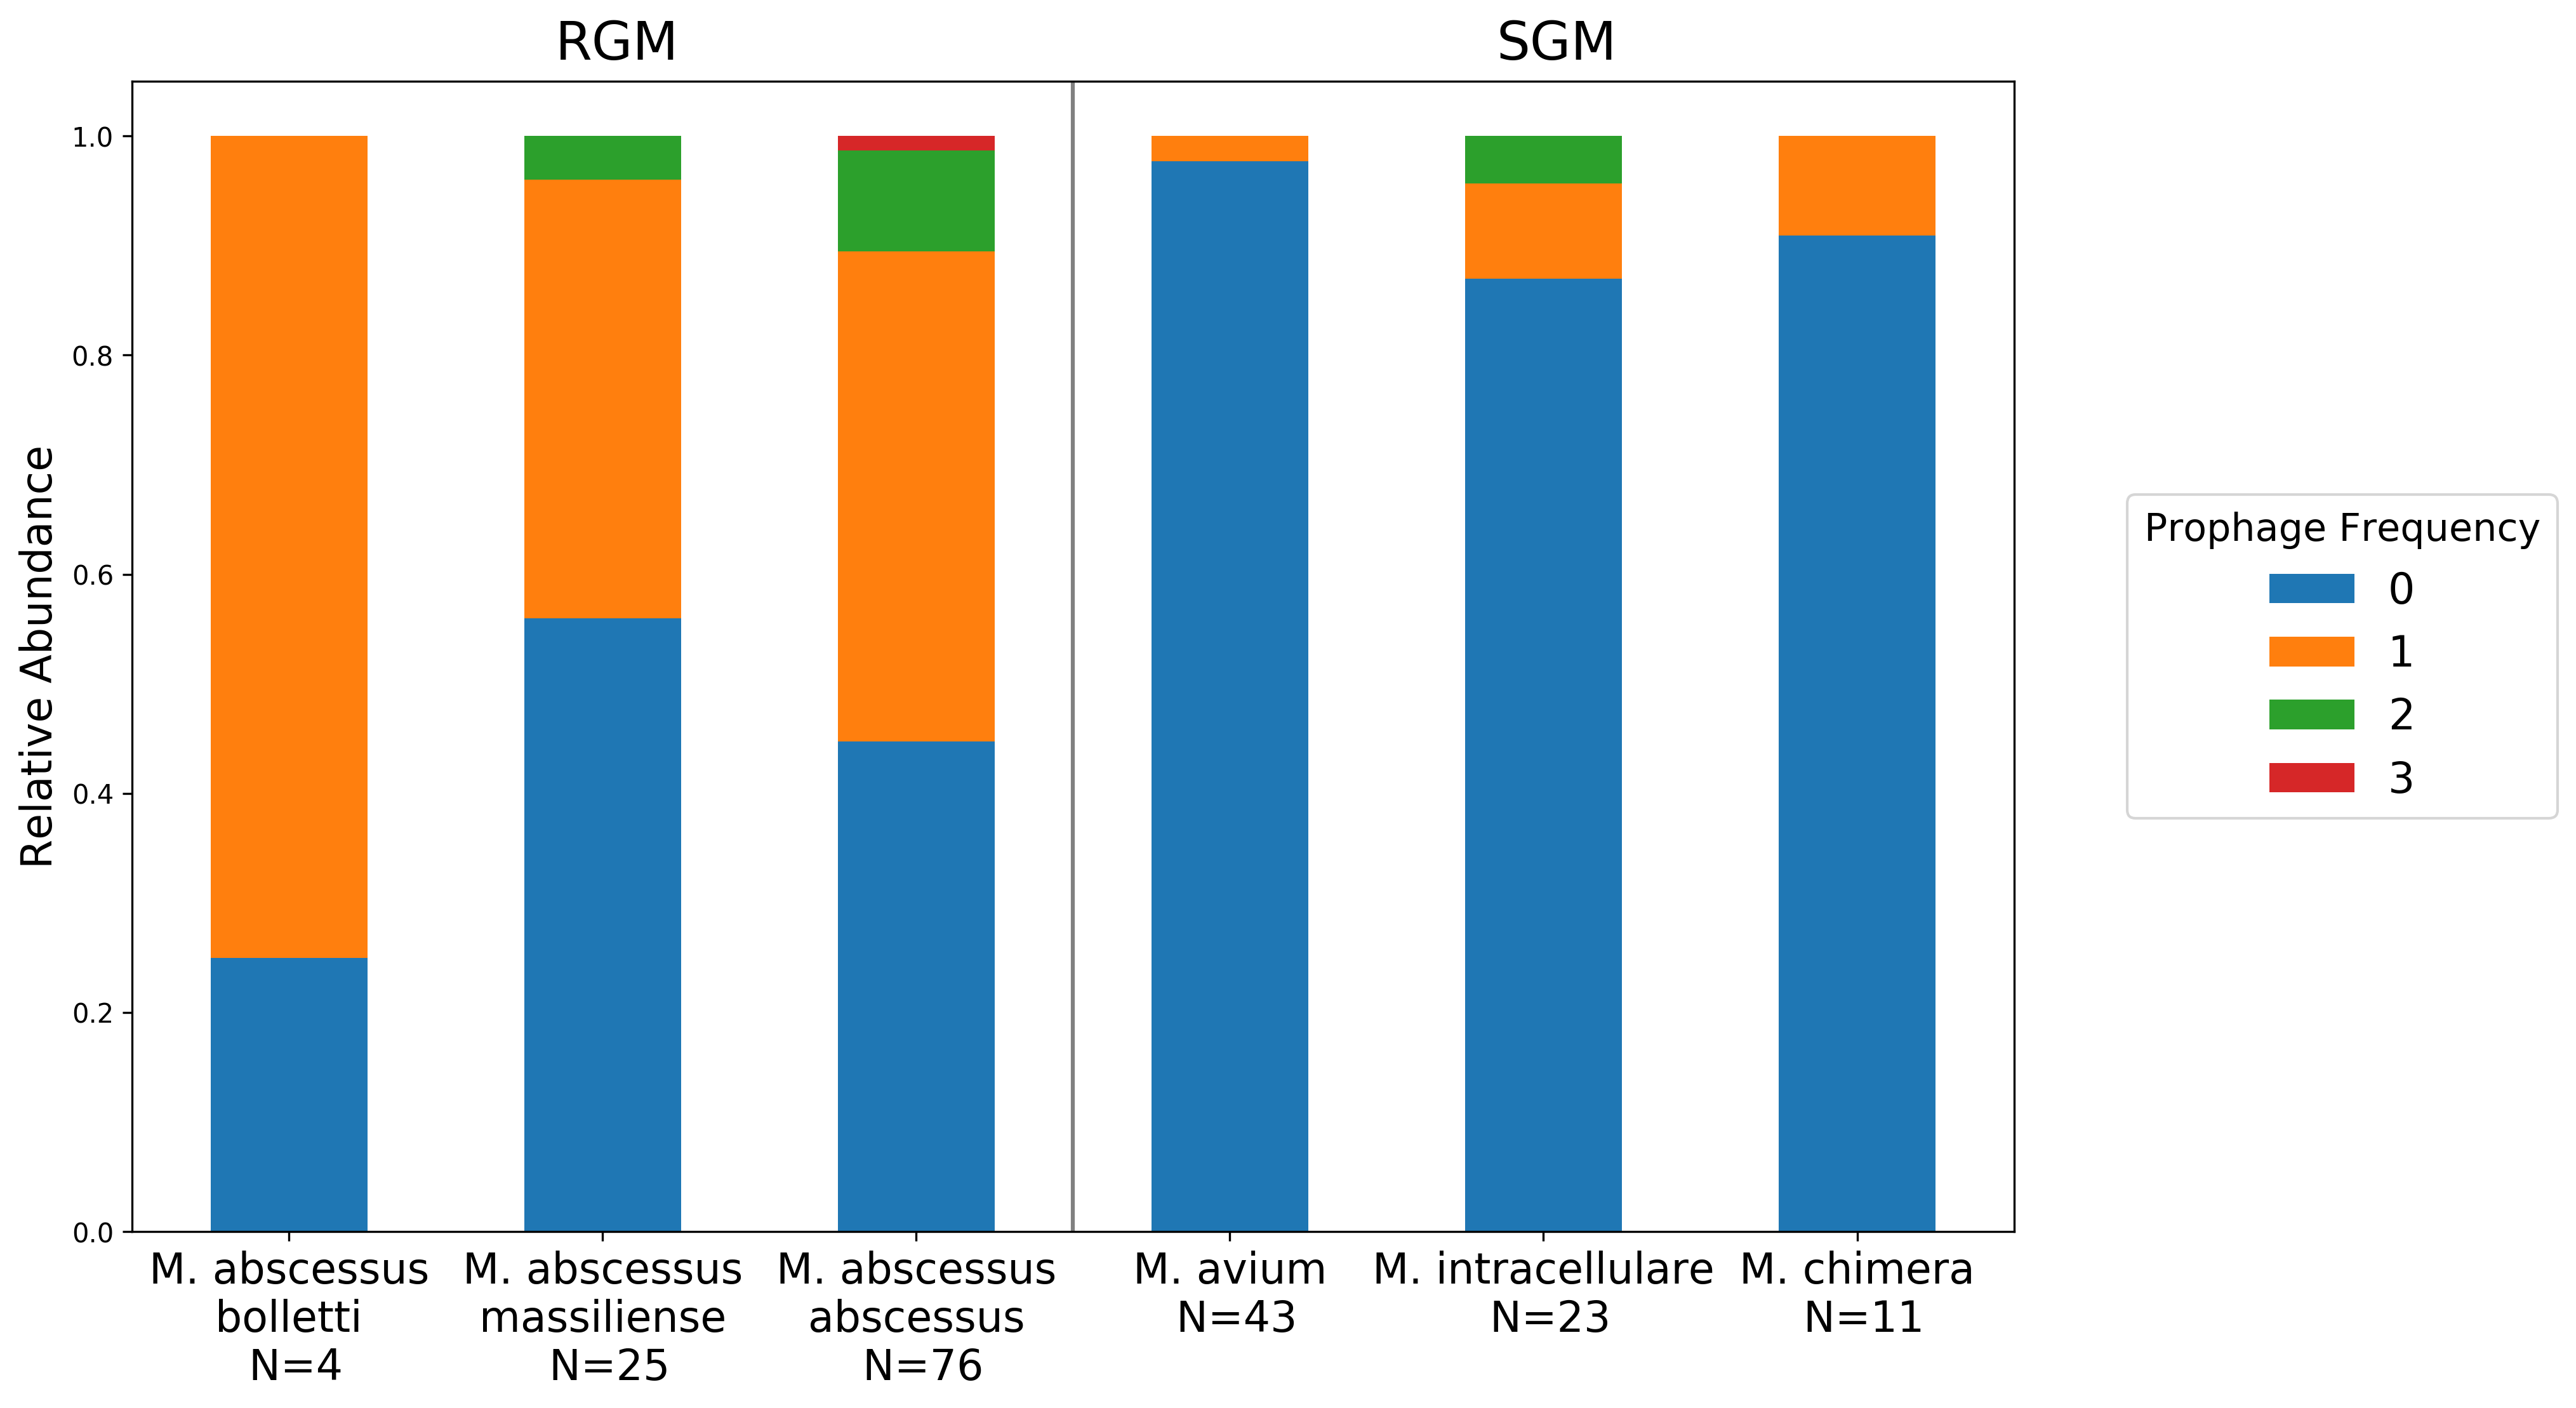 RGM
SGM
Relative Abundance
1.0
0.8
0.6
0.4
0.2
0.0
M. abscessus
bolletti
N=4
M. abscessus
massiliense
N=25
M. abscessus
abscessus
N=76
M. avium
N=43
M. intracellulare
N=23
M. chimera
N=11
Prophage Frequency
0
1
2
3